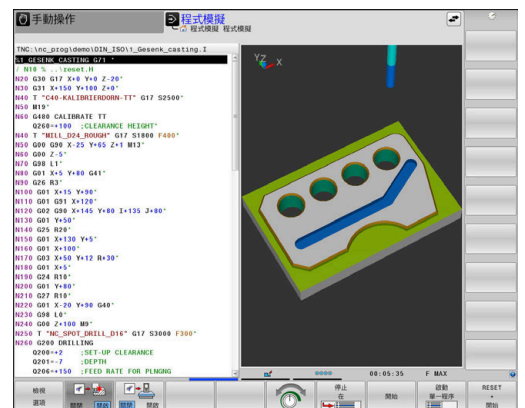 手動操作
程式模擬
程式模擬 程式模擬
TNC:\nc_prog\demo\DIN_ISO\1_Gesenk_casting.I
%1_GESENK_CASTING G71 *
/ N10 % ..\reset.H
N20 G30 G17 X+0 Y+0 Z-20*
N30 G31 X+150 Y+100 Z+0*
N40 T "C40-KALIBRIERDORN-TT" G17 S2500*
N50 M19*
N60 G480 CALIBRATE TT
Q260=+100 ;CLEARANCE HEIGHT*
N40 T "MILL_D24_ROUGH" G17 S1800 F400*
N50 G00 G90 X-25 Y+65 Z+1 M13*
N60 G00 Z-5*
N70 G98 L1*
N80 G01 X+5 Y+80 G41*
N90 G26 R3*
N100 G01 X+15 Y+90*
N110 G01 G91 X+120*
N120 G02 G90 X+145 Y+80 I+135 J+80*
N130 G01 Y+50*
N140 G25 R20*
N150 G01 X+130 Y+5*
N160 G01 X+100*
N170 G03 X+50 Y+12 R+30*
N180 G01 X+5*
N190 G24 R10*
N200 G01 Y+80*
N210 G27 R10*
N220 G01 X-20 Y+90 G40*
N230 G98 L0*
N240 G00 Z+100 M9*
N250 T "NC_SPOT_DRILL_D16" G17 S3000 F300*
N260 G200 DRILLING
Q200=+2 ;SET-UP CLEARANCE
Q201=-7 ;DEPTH
Q206=+150 ;FEED RATE FOR PLNGNG
YZ X
00:05:35 F MAX
檢視
選項
關閉 開啟
關閉 開啟
停止
在
開始
啟動
單一程序
RESET
+
開始